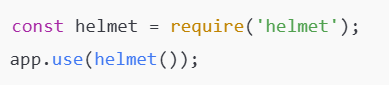 const helmet = require('helmet');
app.use(helmet());